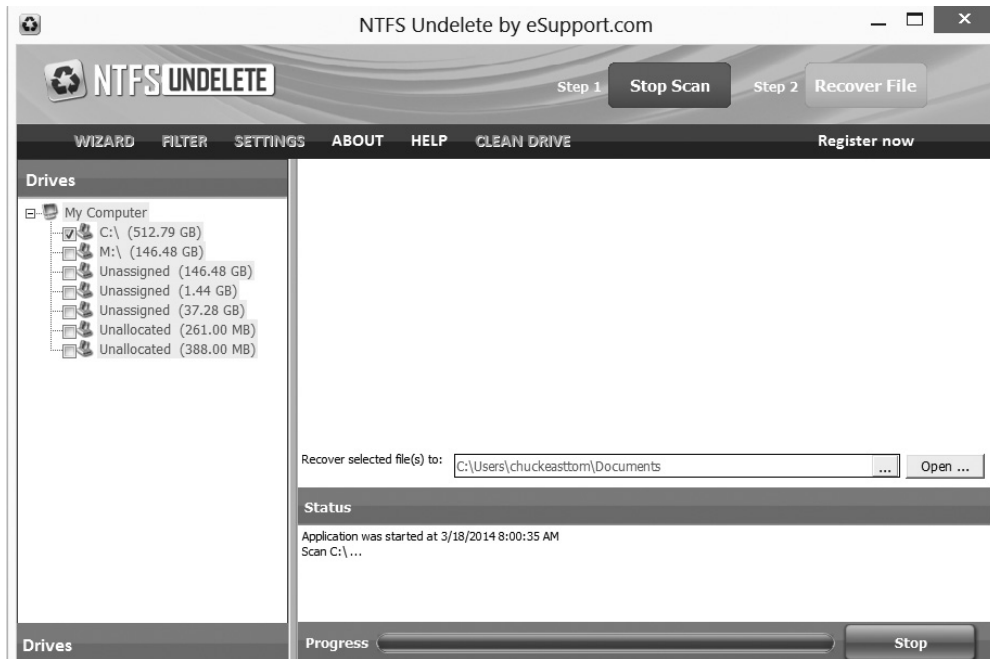 NTFS Undelete by eSupport.com
NTFS UNDELETE
Step 1 Stop Scan Step 2 Recover File
WIZARD FILTER SETTINGS ABOUT HELP CLEAN DRIVE Register now
Drives
My Computer
C:\ (512.79 GB)
M:\ (146.48 GB)
Unassigned (146.48 GB)
Unassigned (1.44 GB)
Unassigned (37.28 GB)
Unallocated (261.00 MB)
Unallocated (388.00 MB)
Recover selected file(s) to: C:\Users\chuckeasttom\Documents ... Open ...
Status
Application was started at 3/18/2014 8:00:35 AM
Scan C:\ ...
Drives
Progress Stop